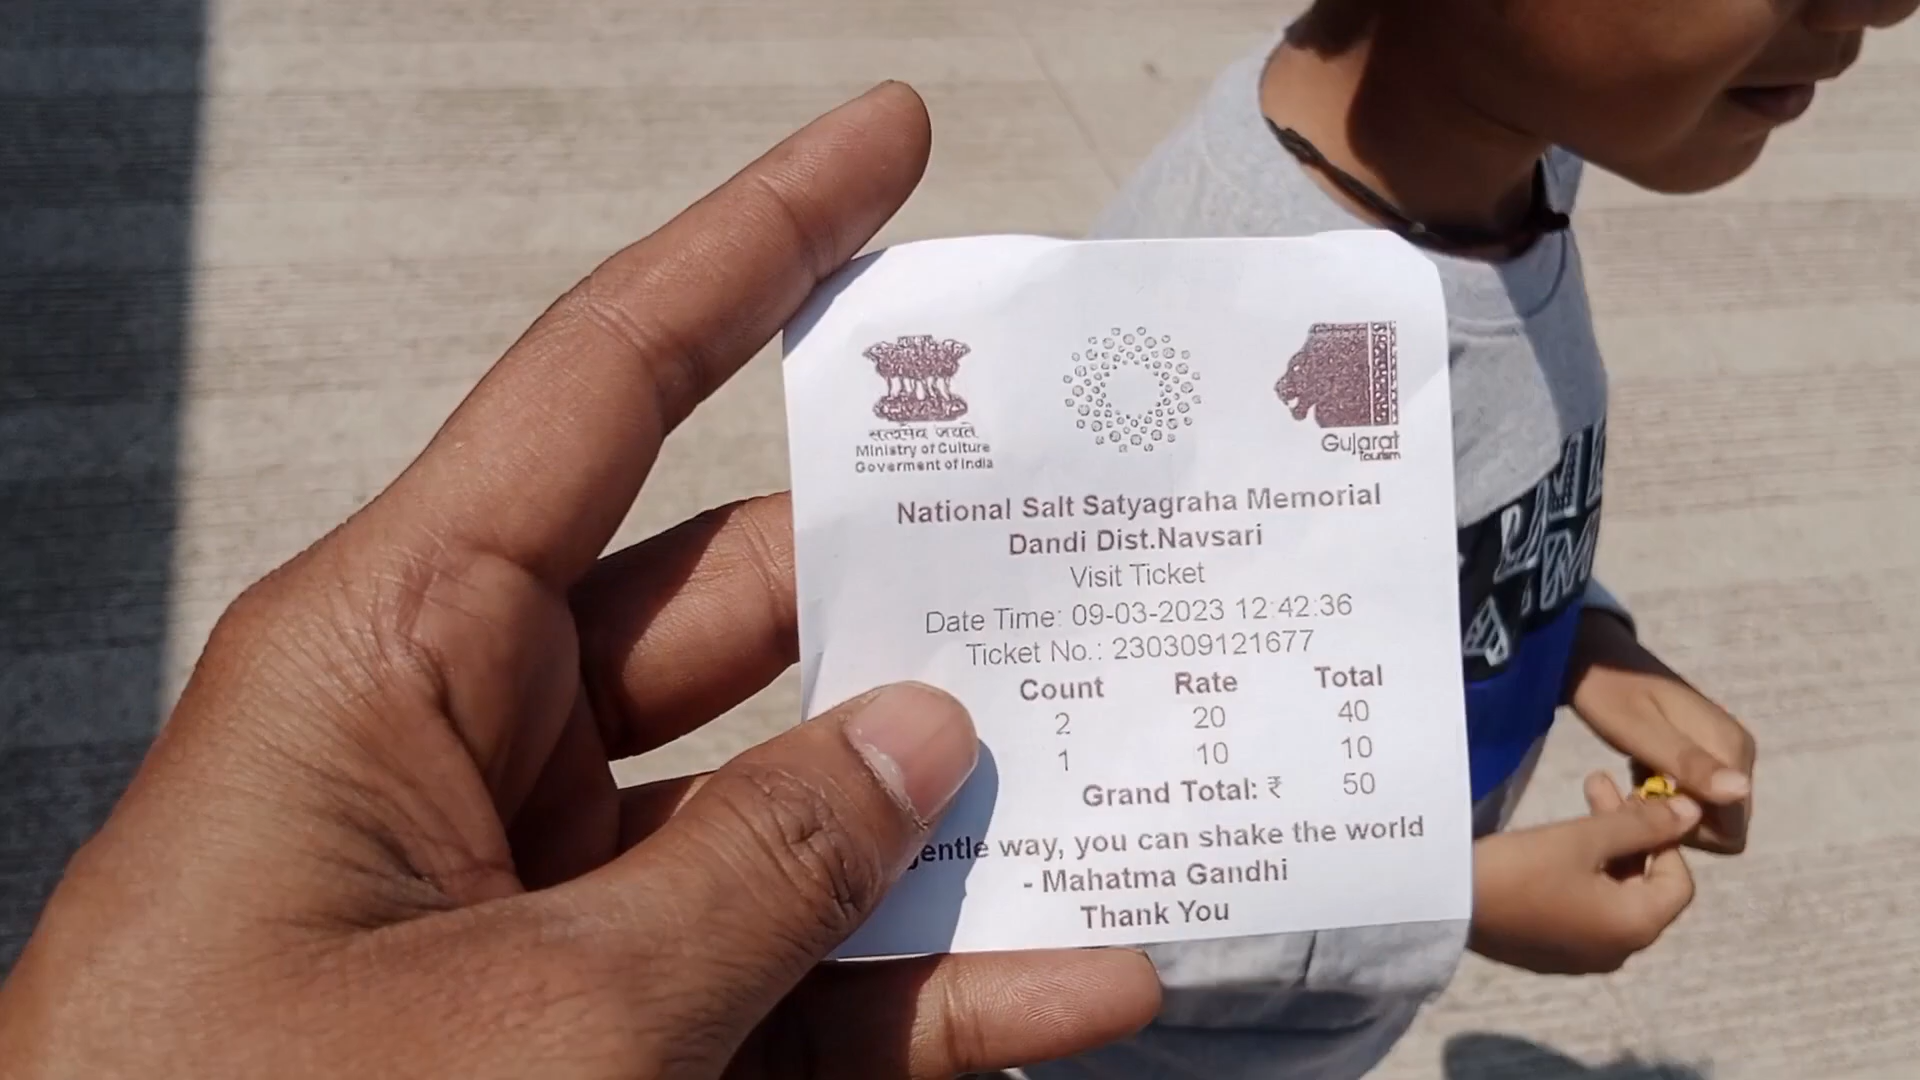 सत्यमेव जयते
Ministry of Culture
Goverment of India
Gujarat
Tourism
National Salt Satyagraha Memorial
Dandi Dist.Navsari
Visit Ticket
Date Time: 09-03-2023 12:42:36
Ticket No.: 230309121677
Count Rate Total
2 20 40
1 10 10
Grand Total: ₹ 50
gentle way, you can shake the world
- Mahatma Gandhi
Thank You